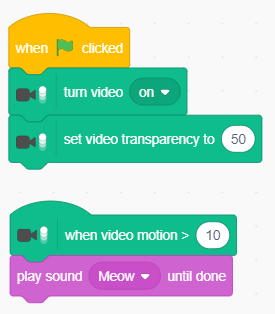 when clicked
turn video on
set video transparency to 50
when video motion > 10
play sound Meow until done